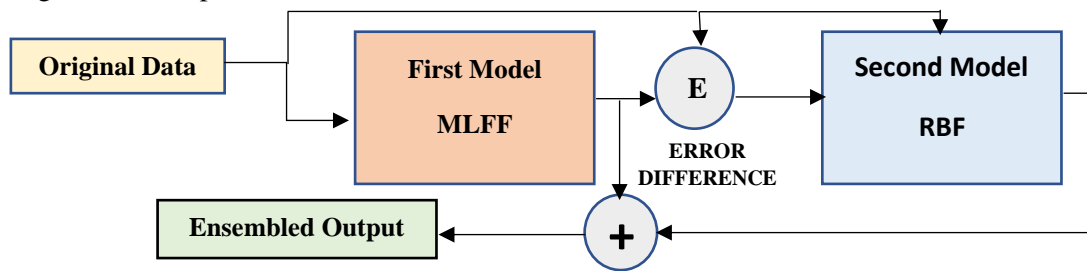 Original Data
First Model
MLFF
E
ERROR
DIFFERENCE
Second Model
RBF
Ensembled Output
+